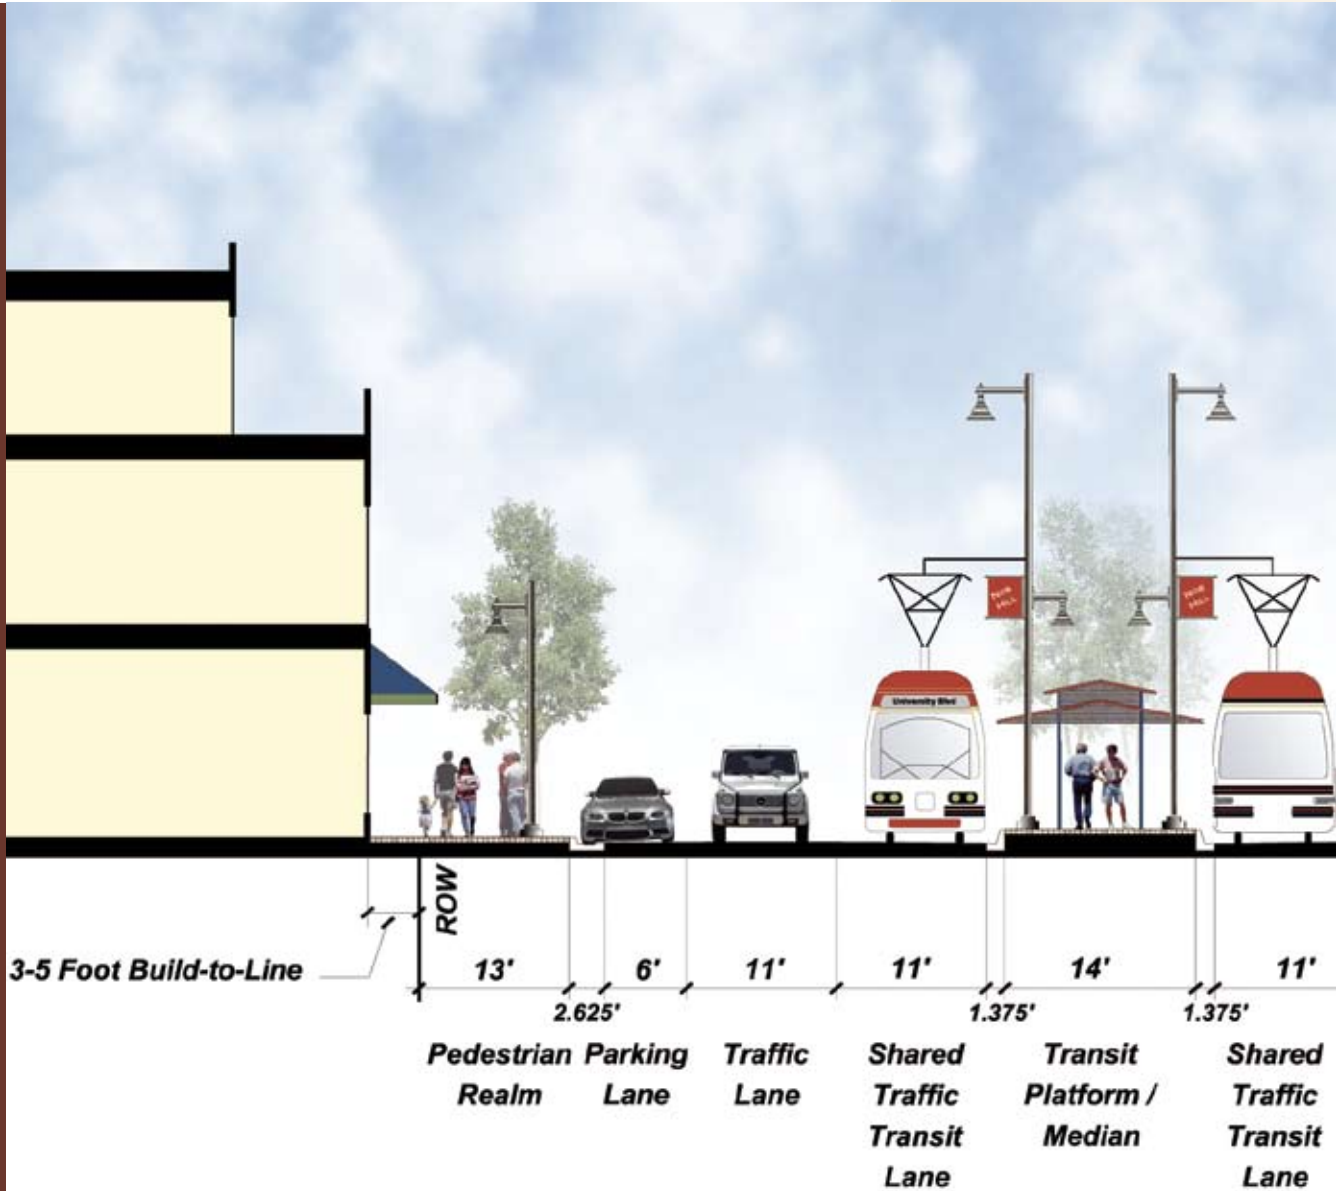 University Blvd
ROW
3-5 Foot Build-to-Line
13' 6' 11' 11' 14' 11'
2.625' 1.375' 1.375'
Pedestrian Realm
Parking Lane
Traffic Lane
Shared Traffic Transit Lane
Transit Platform / Median
Shared Traffic Transit Lane